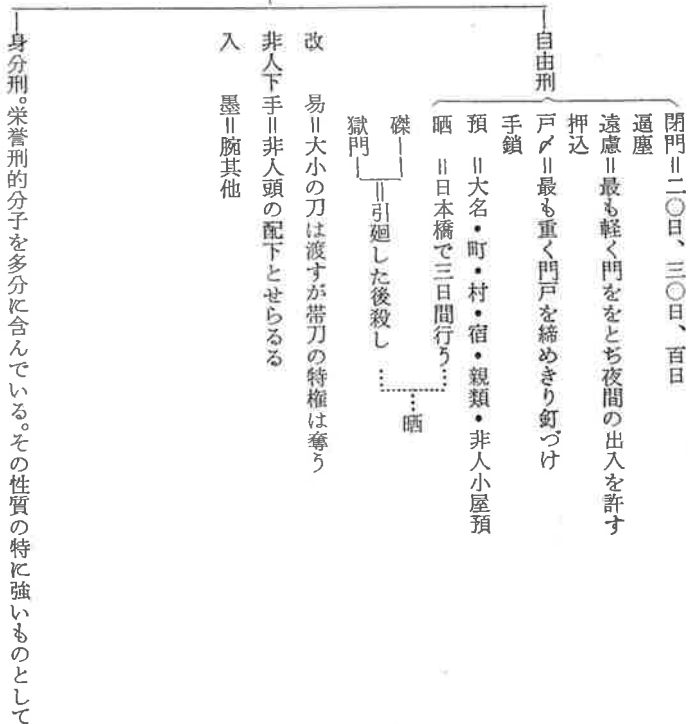 自由刑
閉門＝二〇日、三〇日、百日
逼塵
遠慮＝最も軽く門ををとぢ夜間の出入を許す
押込
戸〆＝最も重く門戸を締めきり釘づけ
手鎖
預　＝大名・町・村・宿・親類・非人小屋預
晒　＝日本橋で三日間行う
晒
磔
獄門
＝引廻した後殺し
改　易＝大小の刀は渡すが帯刀の特権は奪う
非人下手＝非人頭の配下とせらるる
入　墨＝腕其他
身分刑。栄誉刑的分子を多分に含んでいる。その性質の特に強いものとして